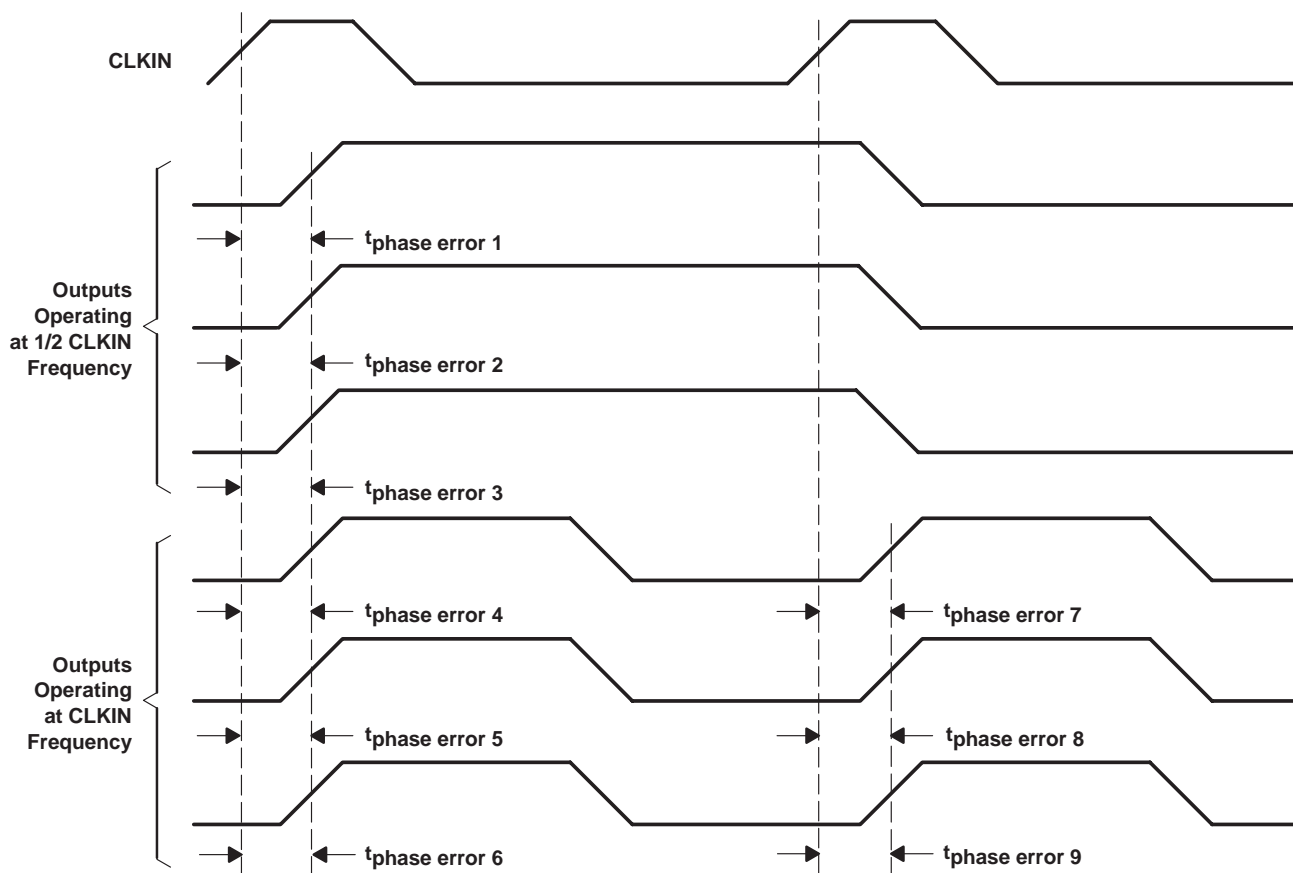 CLKIN
tphase error 1
Outputs
Operating
at 1/2 CLKIN
Frequency
tphase error 2
tphase error 3
tphase error 4
tphase error 7
Outputs
Operating
at CLKIN
Frequency
tphase error 5
tphase error 8
tphase error 6
tphase error 9